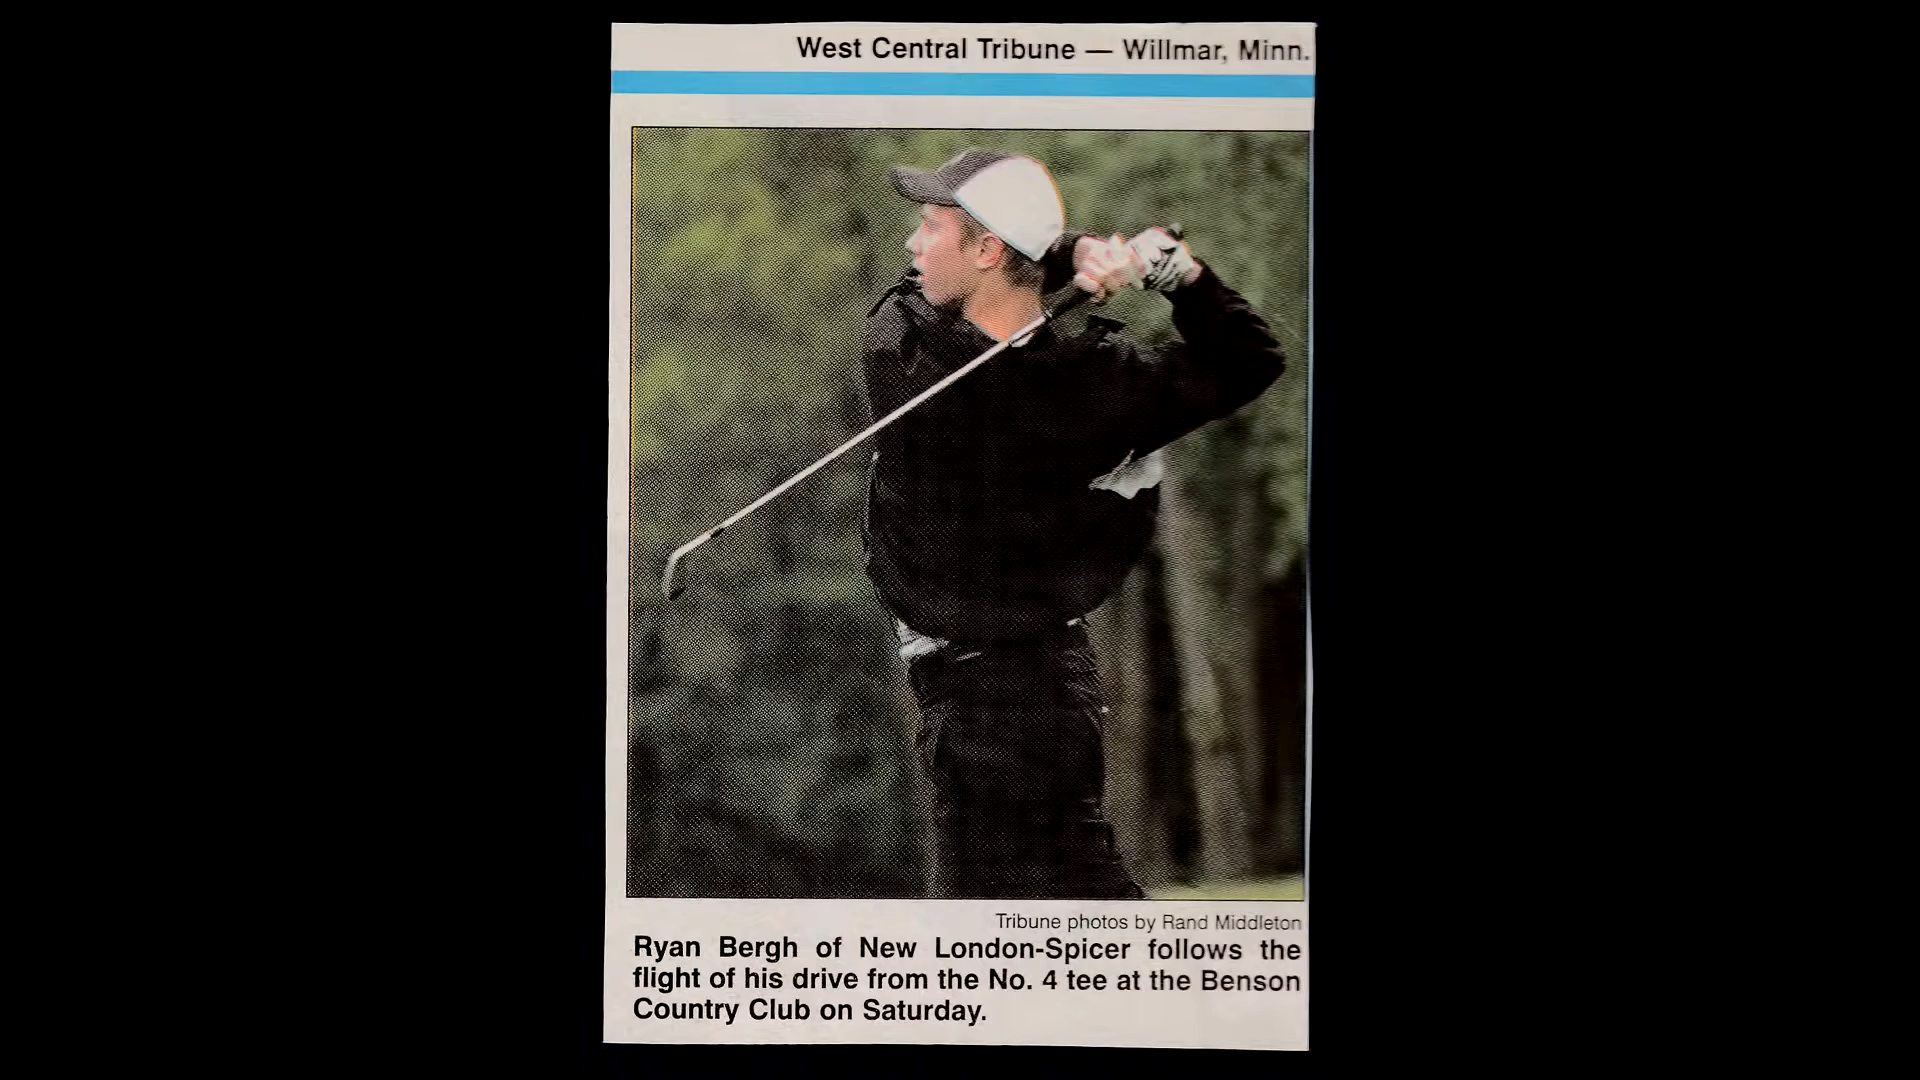 West Central Tribune — Willmar, Minn.
Tribune photos by Rand Middleton
Ryan Bergh of New London-Spicer follows the
flight of his drive from the No. 4 tee at the Benson
Country Club on Saturday.